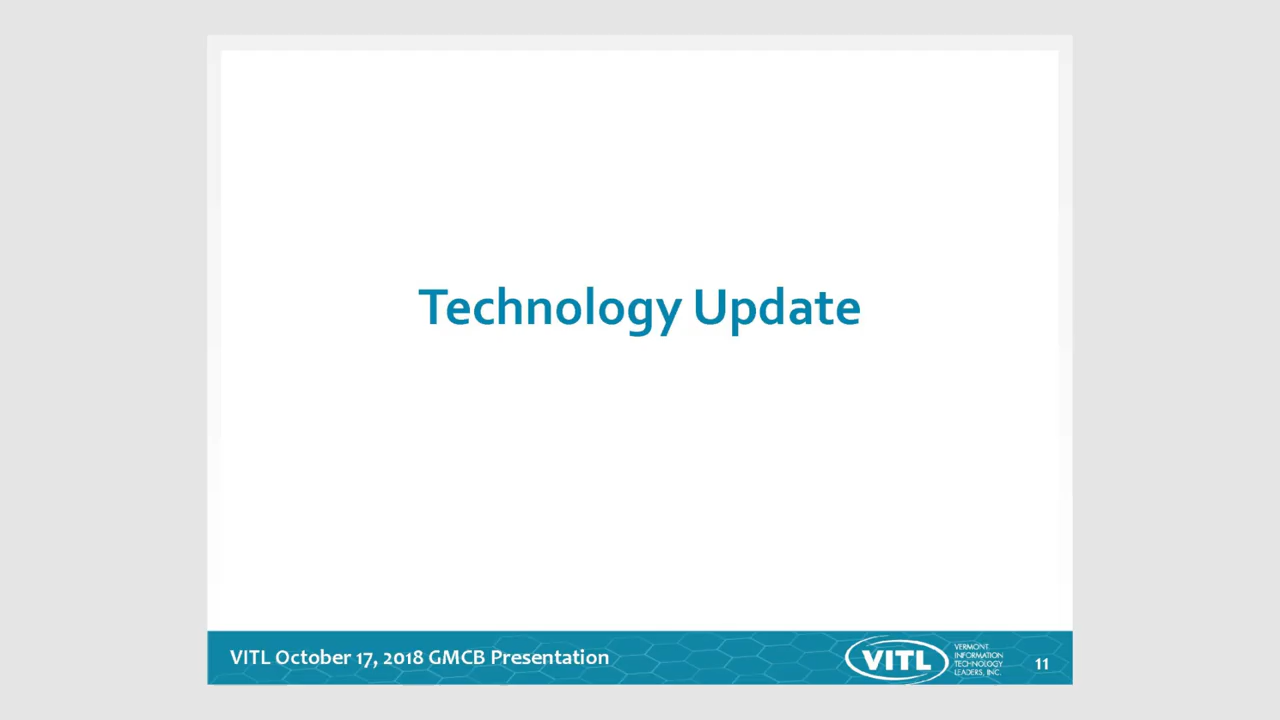 Technology Update
VITL October 17, 2018 GMCB Presentation
VITL
VERMONT
INFORMATION
TECHNOLOGY
LEADERS, INC.
11